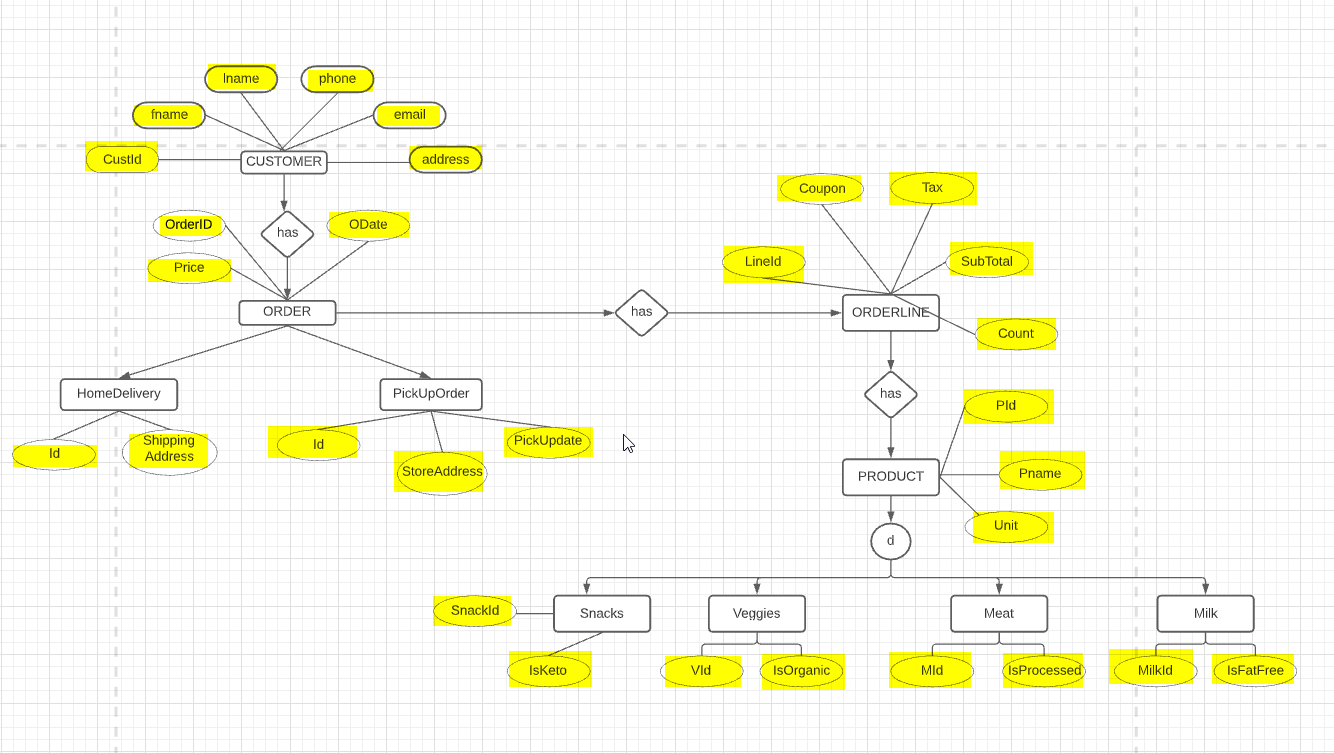 lname
phone
fname
email
CustId
CUSTOMER
address
OrderID
has
ODate
Price
ORDER
has
Coupon
Tax
LineId
SubTotal
ORDERLINE
Count
HomeDelivery
PickUpOrder
has
PId
Id
Shipping
Address
Id
StoreAddress
PickUpdate
PRODUCT
Pname
Unit
d
SnackId
Snacks
Veggies
Meat
Milk
IsKeto
VId
IsOrganic
MId
IsProcessed
MilkId
IsFatFree